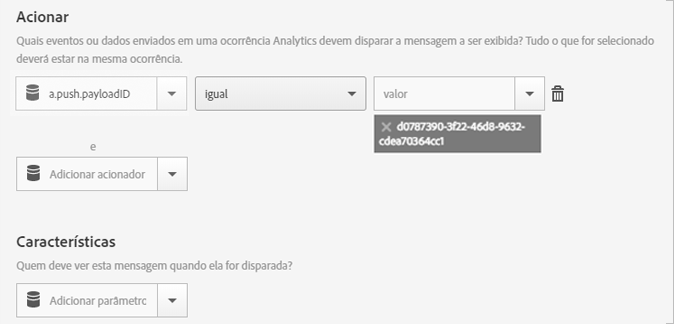 Acionar
Quais eventos ou dados enviados em uma ocorrência Analytics devem disparar a mensagem a ser exibida? Tudo o que for selecionado
deverá estar na mesma ocorrência.
a.push.payloadID igual valor
d0787390-3f22-46d8-9632-
cdea70364cc1
e
Adicionar acionador
Características
Quem deve ver esta mensagem quando ela for disparada?
Adicionar parâmetrc